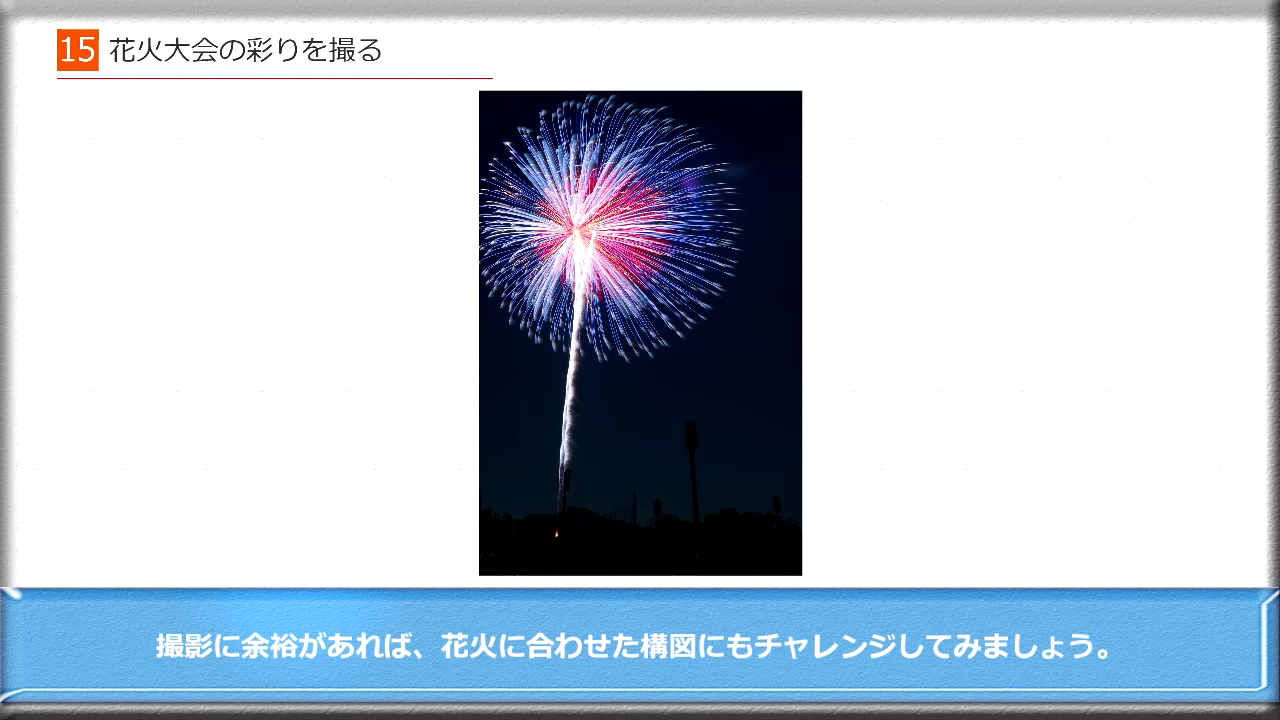 15 花火大会の彩りを撮る
撮影に余裕があれば、花火に合わせた構図にもチャレンジしてみましょう。